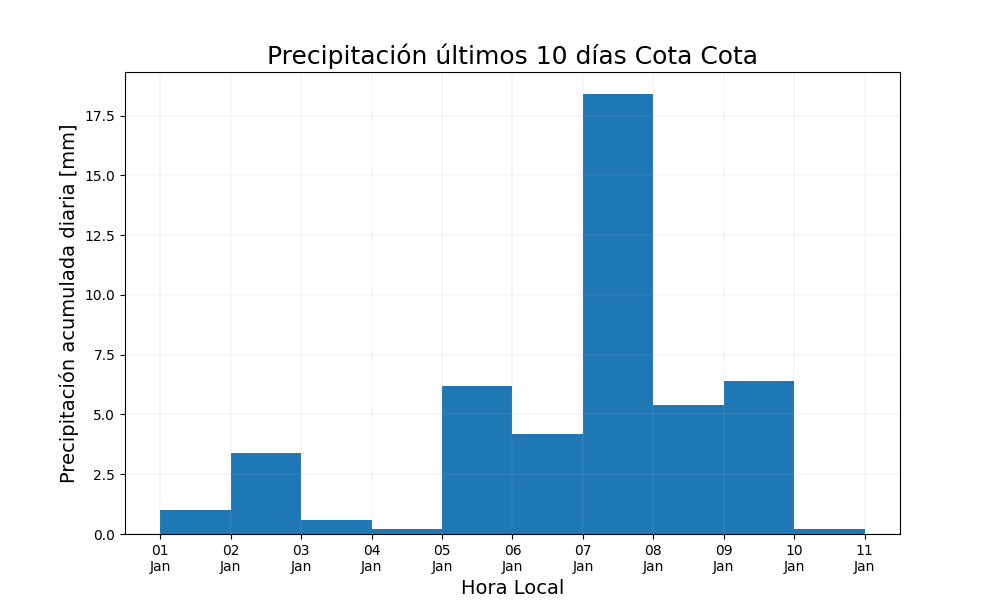 Precipitación últimos 10 días Cota Cota
Precipitación acumulada diaria [mm]
17.5
15.0
12.5
10.0
7.5
5.0
2.5
0.0
01 02 03 04 05 06 07 08 09 10 11
Jan Jan Jan Jan Jan Jan Jan Jan Jan Jan Jan
Hora Local